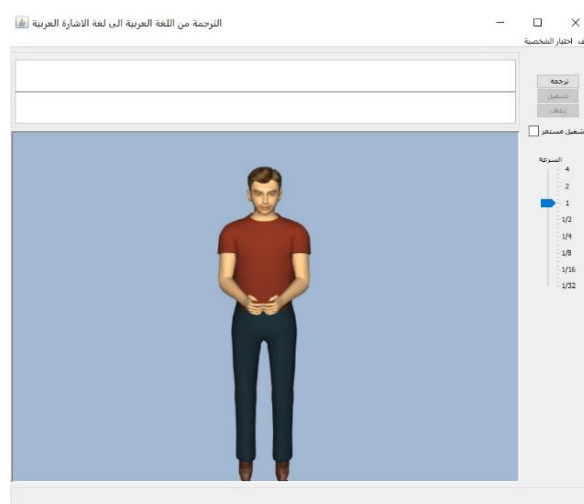 الترجمة من اللغة العربية الى لغة الاشارة العربية
اختيار الشخصية
ترجمة
تشغيل
إيقاف
تشغيل مستمر
السرعة
4
2
1
1/2
1/4
1/8
1/16
1/32